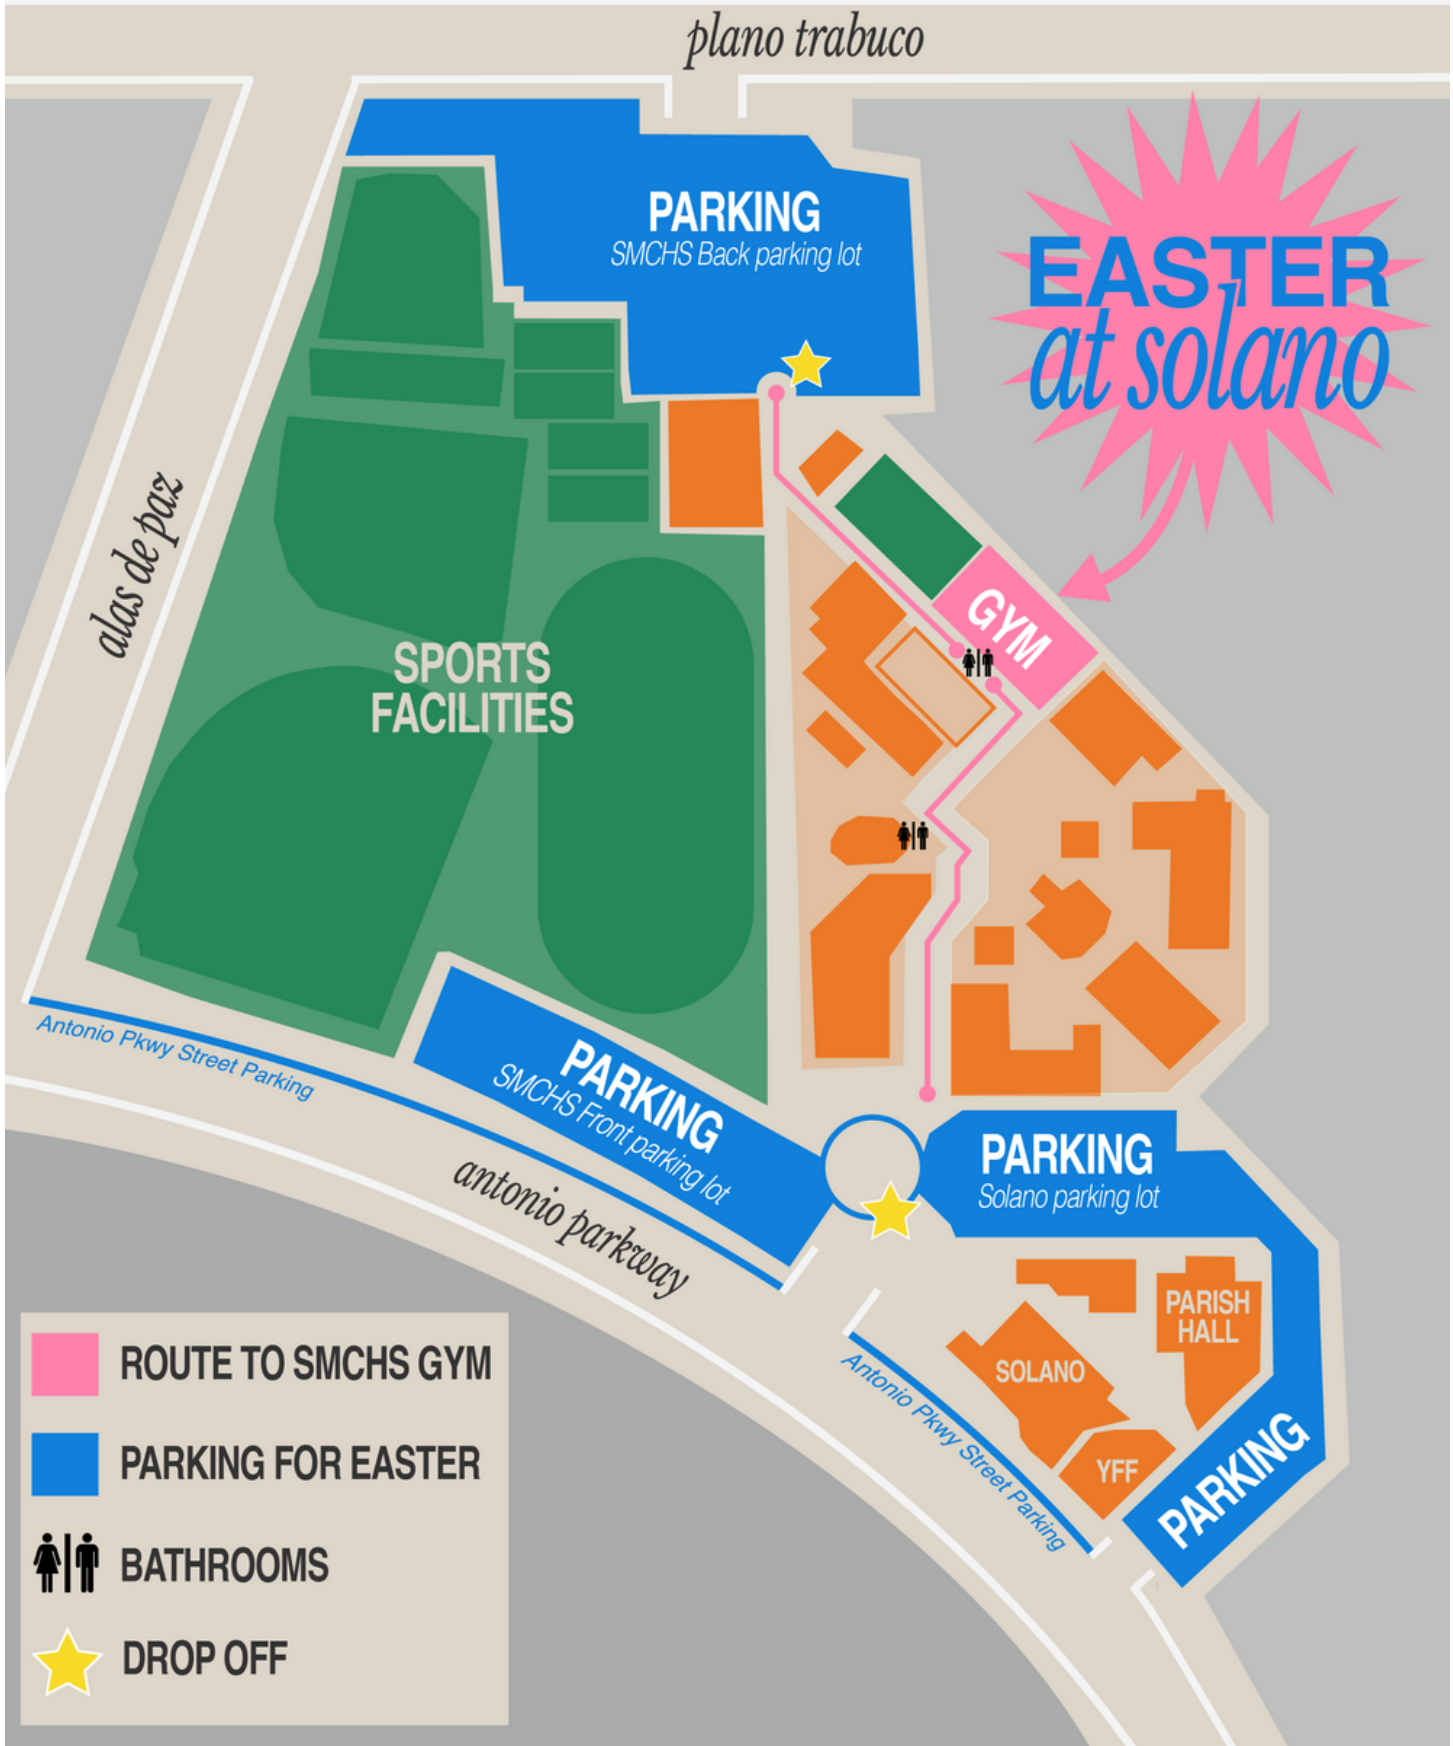 plano trabuco
PARKING
SMCHS Back parking lot
EASTER
at solano
alas de paz
GYM
SPORTS
FACILITIES
Antonio Pkwy Street Parking
PARKING
SMCHS Front parking lot
antonio parkway
PARKING
Solano parking lot
PARISH
HALL
SOLANO
YFF
Antonio Pkwy Street Parking
PARKING
ROUTE TO SMCHS GYM
PARKING FOR EASTER
BATHROOMS
DROP OFF